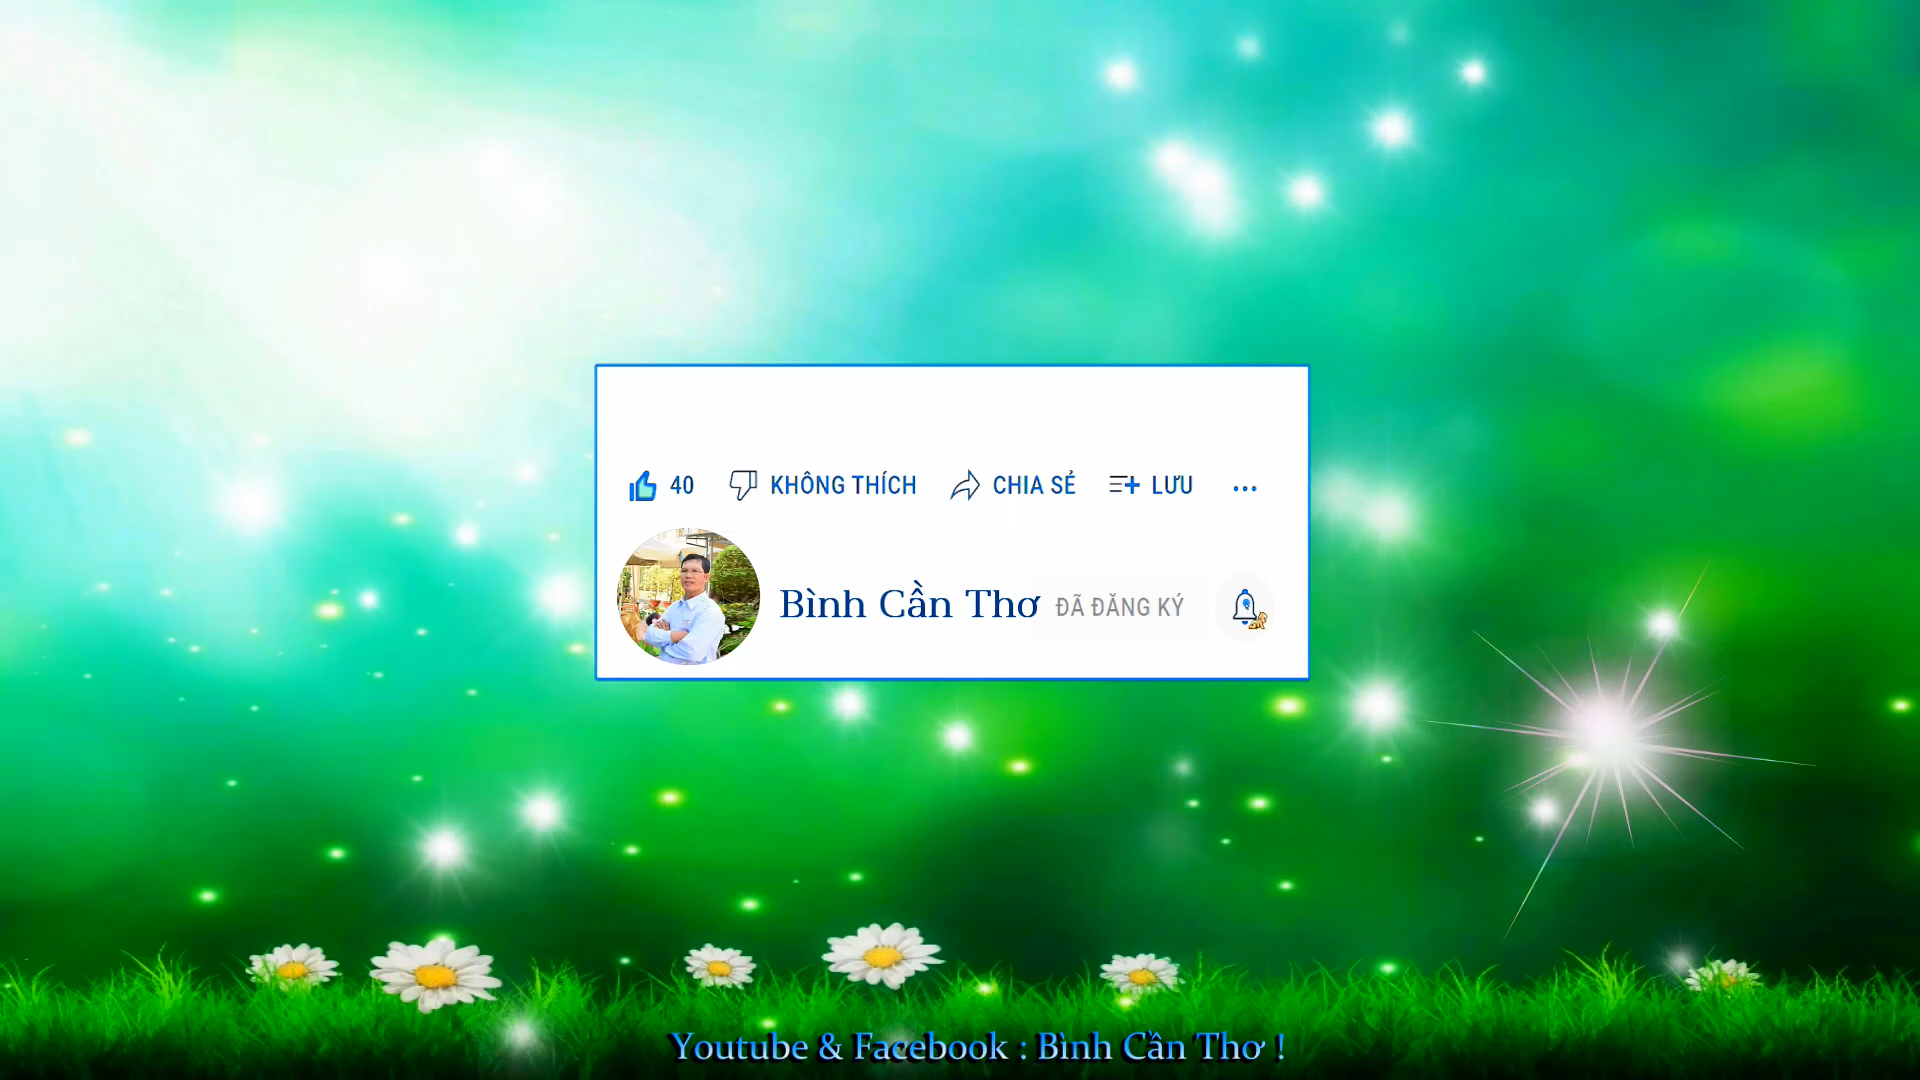 40 KHÔNG THÍCH CHIA SẺ LƯU ...
Bình Cần Thơ ĐÃ ĐĂNG KÝ
Youtube & Facebook : Bình Cần Thơ !